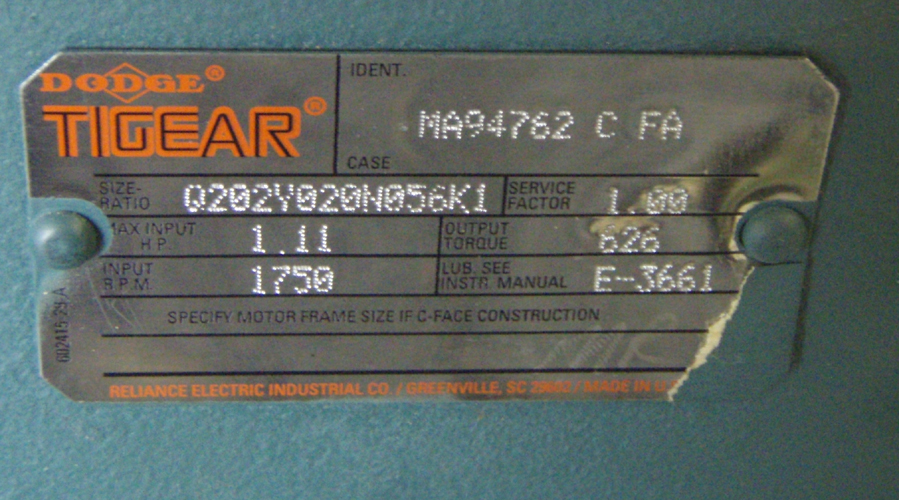 DODGE®
TIGEAR®
IDENT.
MA94762 C FA
CASE
SIZE-RATIO Q202Y020N056K1 SERVICE FACTOR 1.00
MAX INPUT H.P. 1.11 OUTPUT TORQUE 626
INPUT R.P.M. 1750 LUB. SEE INSTR. MANUAL E-3661
SPECIFY MOTOR FRAME SIZE IF C-FACE CONSTRUCTION
RELIANCE ELECTRIC INDUSTRIAL CO. / GREENVILLE, SC / MADE IN